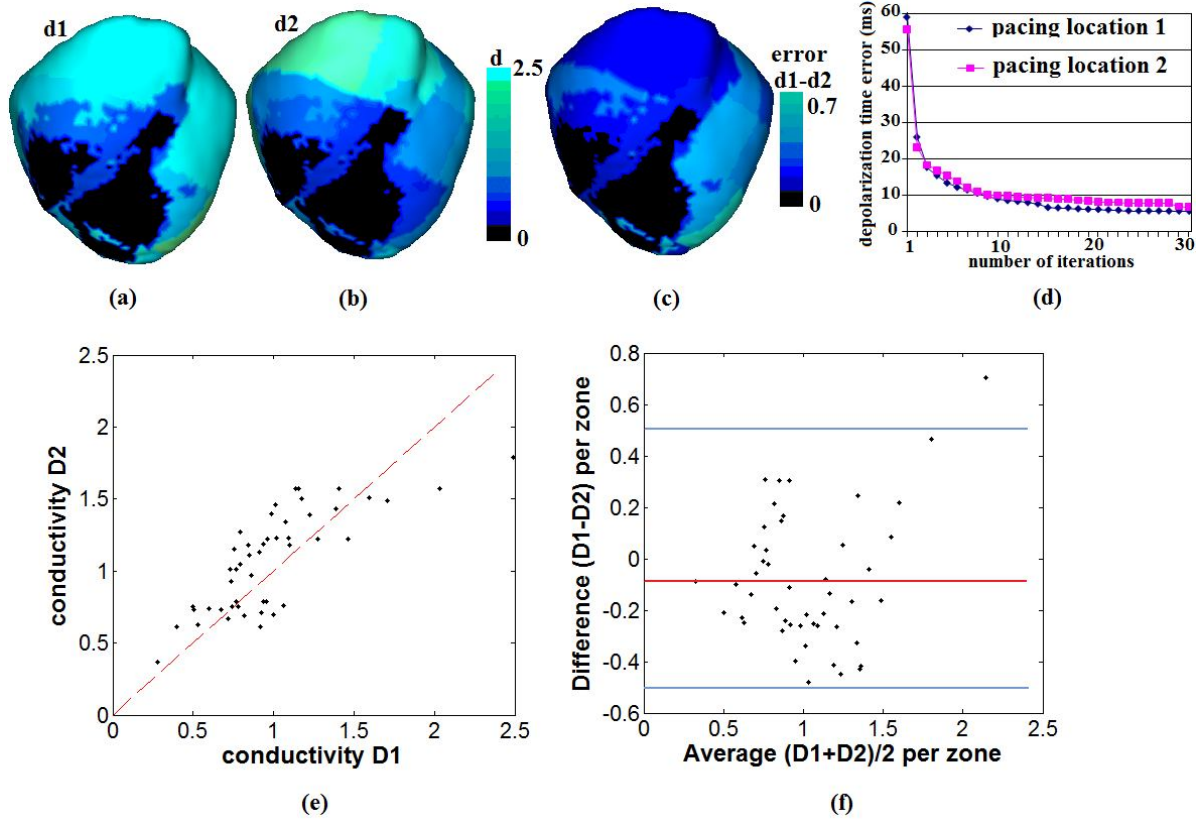 d1
d2
d
2.5
0
error
d1-d2
0.7
0
depolarization time error (ms)
60
50
40
30
20
10
0
pacing location 1
pacing location 2
1 10 20 30
number of iterations
(a) (b) (c) (d)
conductivity D2
2.5
2
1.5
1
0.5
0
0 0.5 1 1.5 2 2.5
conductivity D1
(e)
Difference (D1-D2) per zone
0.8
0.6
0.4
0.2
0
-0.2
-0.4
-0.6
0 0.5 1 1.5 2 2.5
Average (D1+D2)/2 per zone
(f)